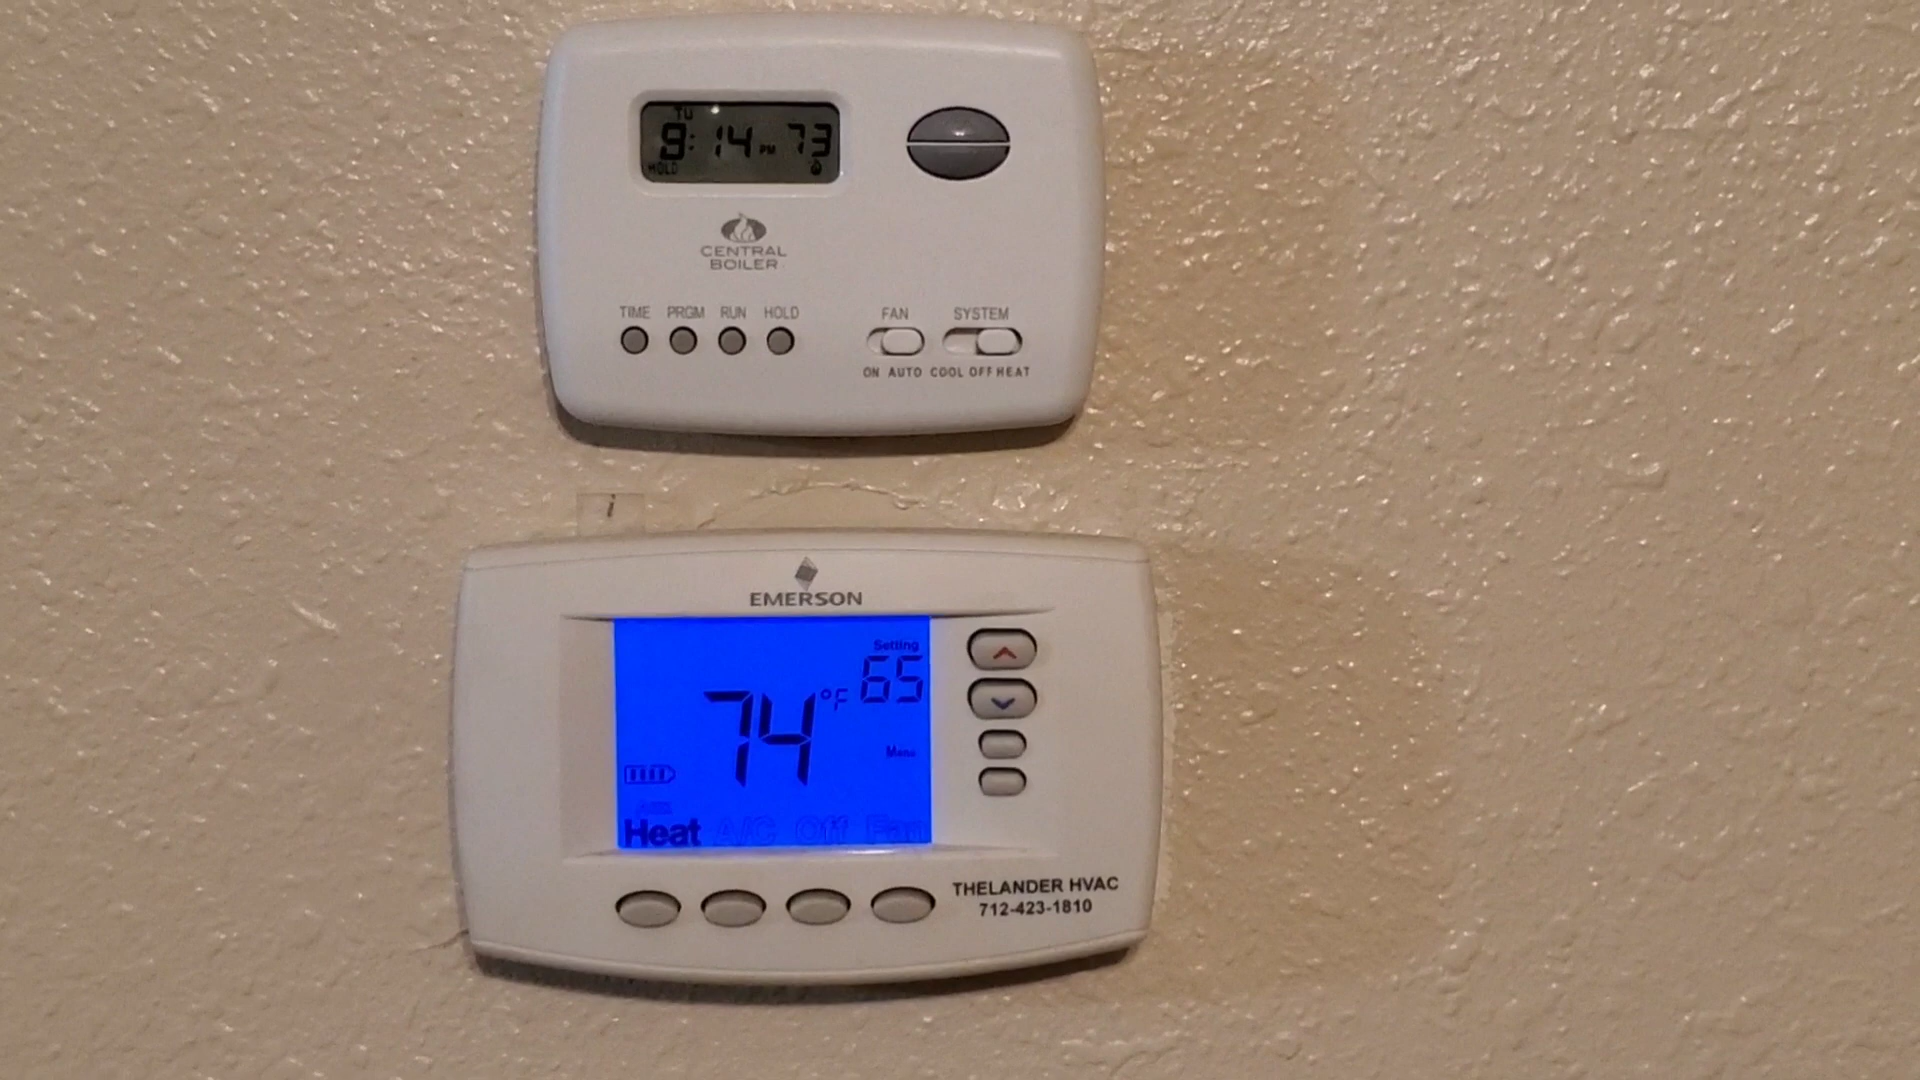 TU
9:14 PM 73
HOLD
CENTRAL
BOILER
TIME PRGM RUN HOLD
FAN SYSTEM
ON AUTO COOL OFF HEAT
i
EMERSON
Setting
65
74°F
Menu
Heat A/C Off Fan
THELANDER HVAC
712-423-1810